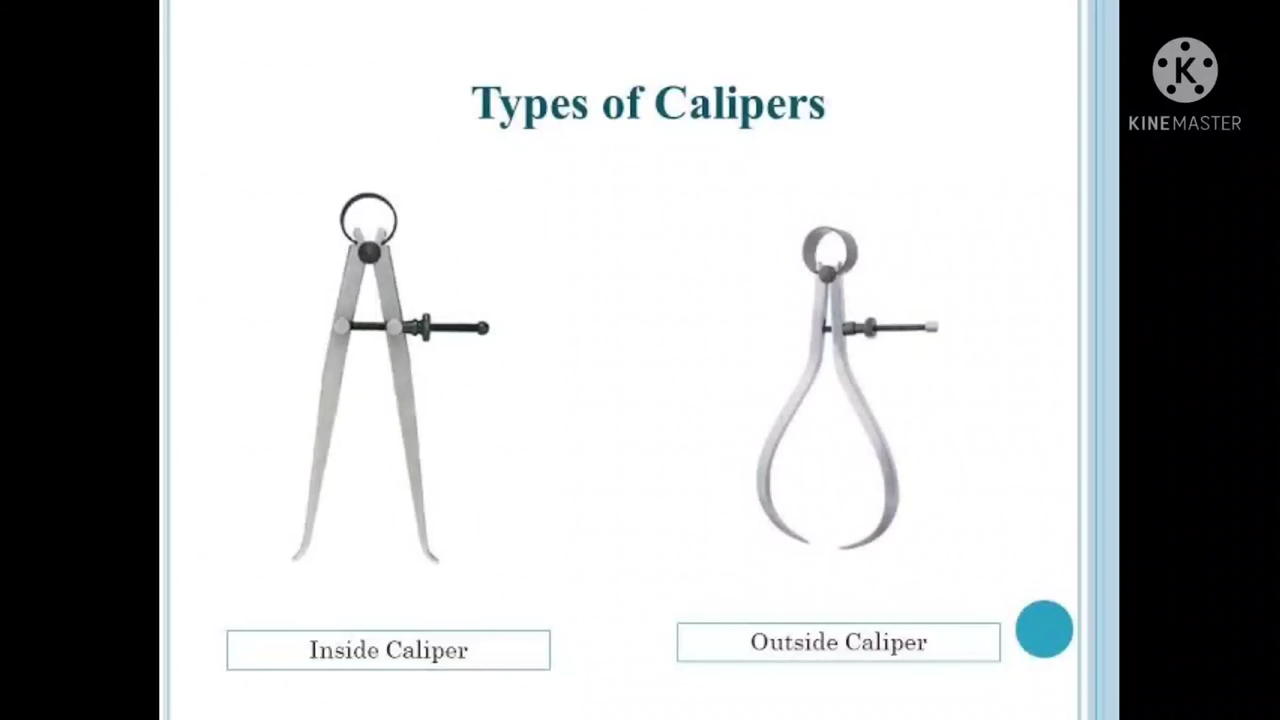 Types of Calipers
K
KINEMASTER
Inside Caliper
Outside Caliper